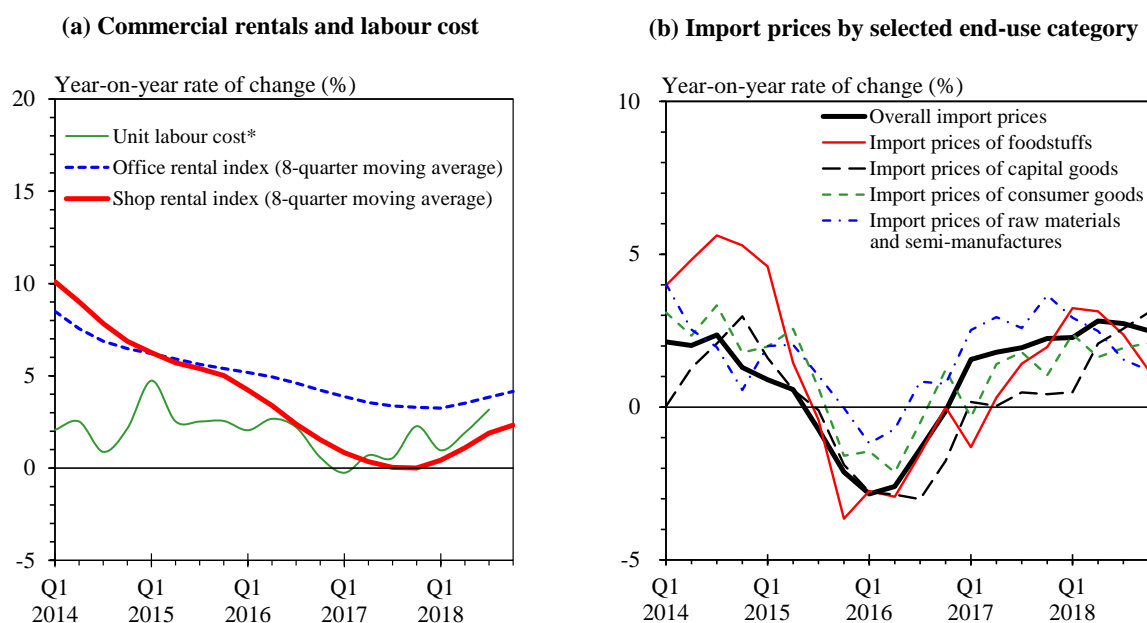 (a) Commercial rentals and labour cost
Year-on-year rate of change (%)
20
15
10
5
0
-5
Unit labour cost*
Office rental index (8-quarter moving average)
Shop rental index (8-quarter moving average)
Q1 Q1 Q1 Q1 Q1
2014 2015 2016 2017 2018
(b) Import prices by selected end-use category
Year-on-year rate of change (%)
10
5
0
-5
Overall import prices
Import prices of foodstuffs
Import prices of capital goods
Import prices of consumer goods
Import prices of raw materials
and semi-manufactures
Q1 Q1 Q1 Q1 Q1
2014 2015 2016 2017 2018